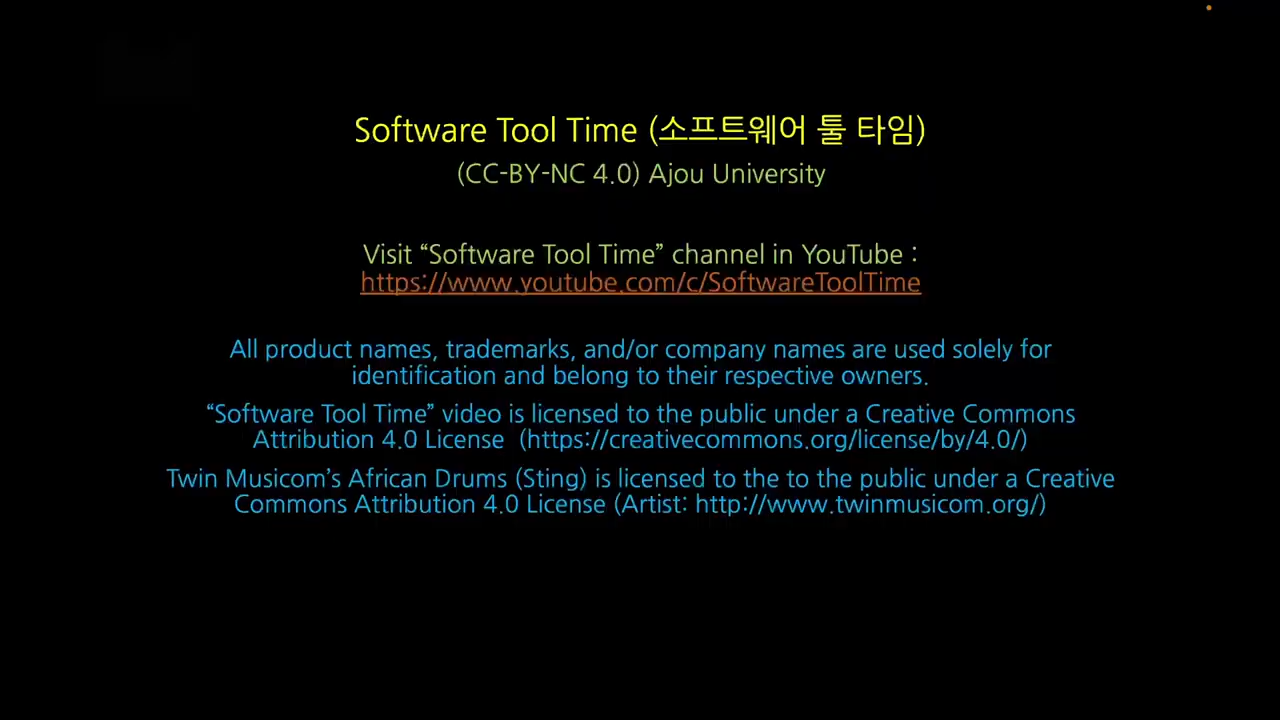 Software Tool Time (소프트웨어 툴 타임)
(CC-BY-NC 4.0) Ajou University
Visit “Software Tool Time” channel in YouTube :
https://www.youtube.com/c/SoftwareToolTime
All product names, trademarks, and/or company names are used solely for
identification and belong to their respective owners.
“Software Tool Time” video is licensed to the public under a Creative Commons
Attribution 4.0 License  (https://creativecommons.org/license/by/4.0/)
Twin Musicom’s African Drums (Sting) is licensed to the to the public under a Creative
Commons Attribution 4.0 License (Artist: http://www.twinmusicom.org/)